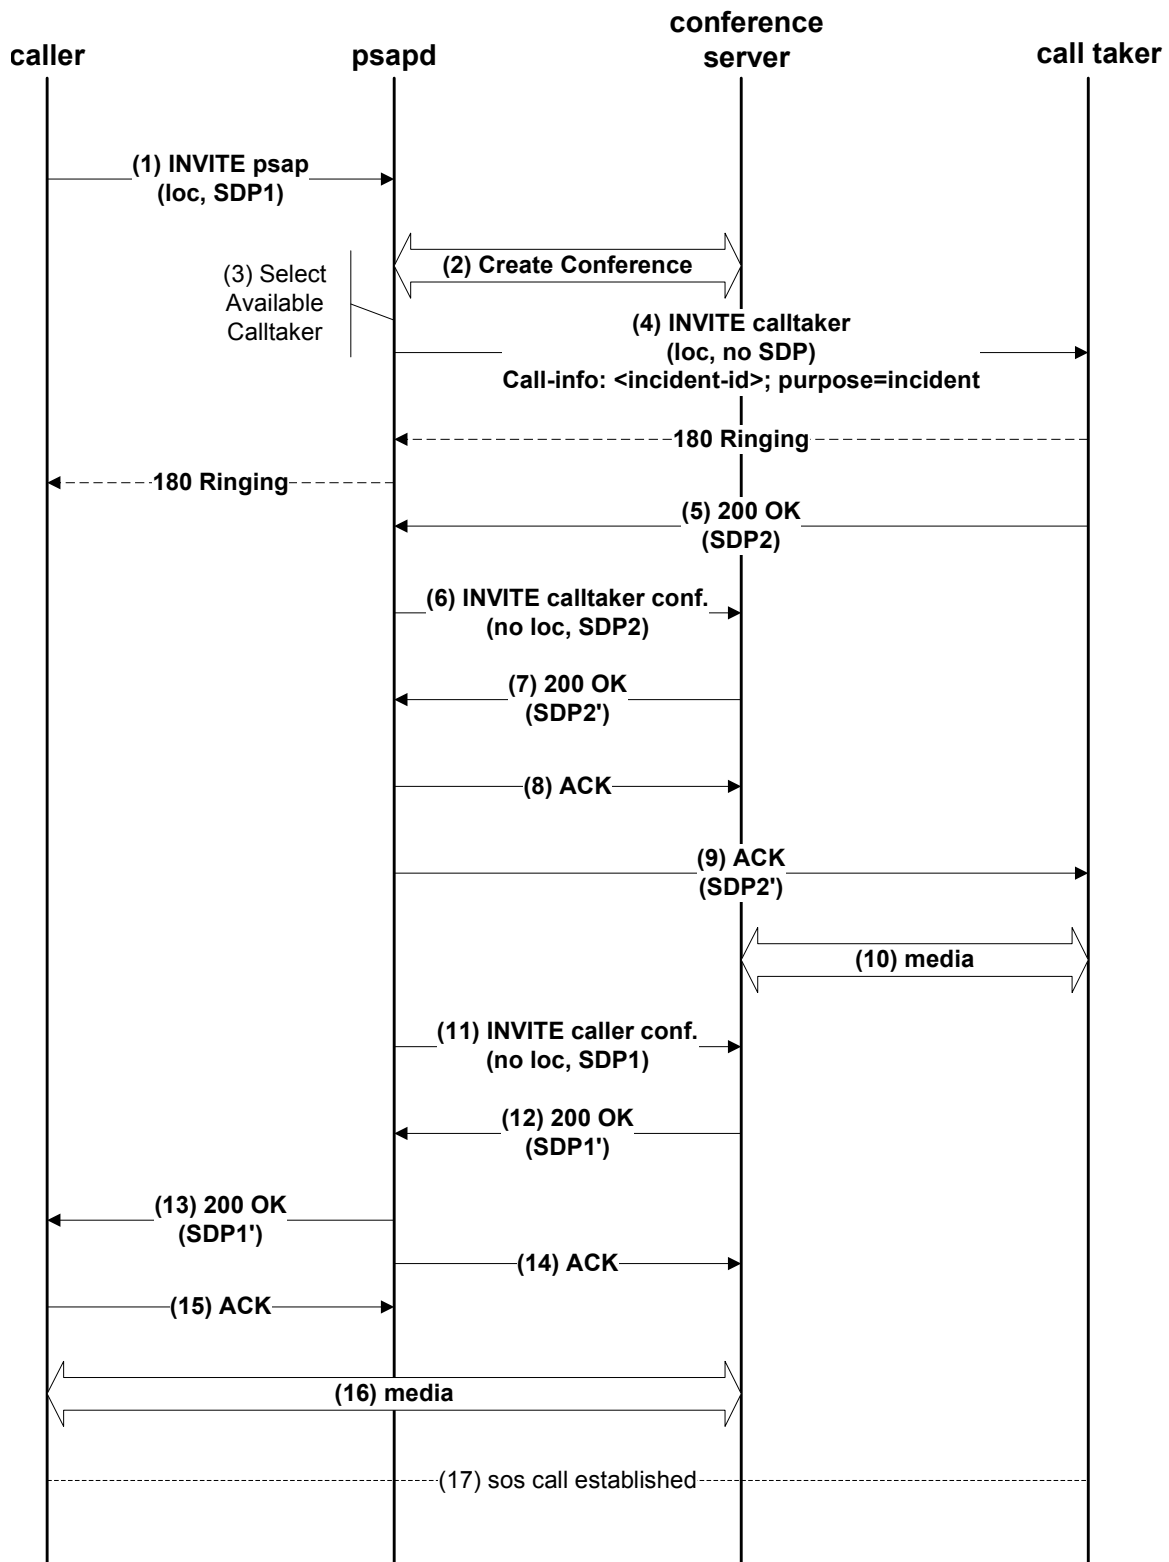 caller
psapd
conference
server
call taker
(1) INVITE psap
(loc, SDP1)
(2) Create Conference
(3) Select
Available
Calltaker
(4) INVITE calltaker
(loc, no SDP)
Call-info: <incident-id>; purpose=incident
180 Ringing
180 Ringing
(5) 200 OK
(SDP2)
(6) INVITE calltaker conf.
(no loc, SDP2)
(7) 200 OK
(SDP2')
(8) ACK
(9) ACK
(SDP2')
(10) media
(11) INVITE caller conf.
(no loc, SDP1)
(12) 200 OK
(SDP1')
(13) 200 OK
(SDP1')
(14) ACK
(15) ACK
(16) media
(17) sos call established